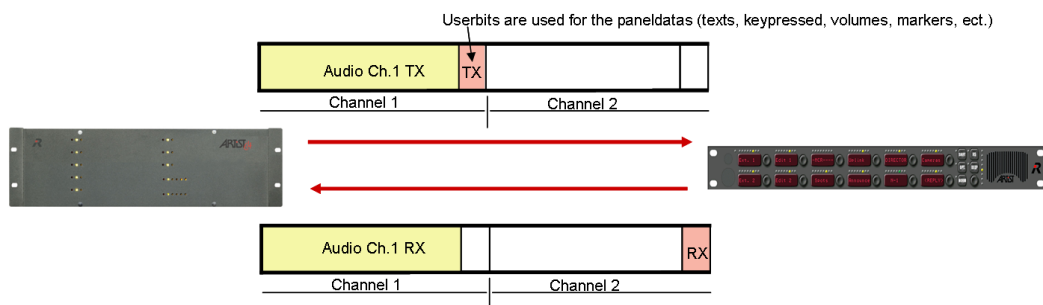 Userbits are used for the paneldatas (texts, keypressed, volumes, markers, ect.)
Audio Ch.1 TX
TX
Channel 1
Channel 2
ARTIST
Audio Ch.1 RX
RX
Channel 1
Channel 2